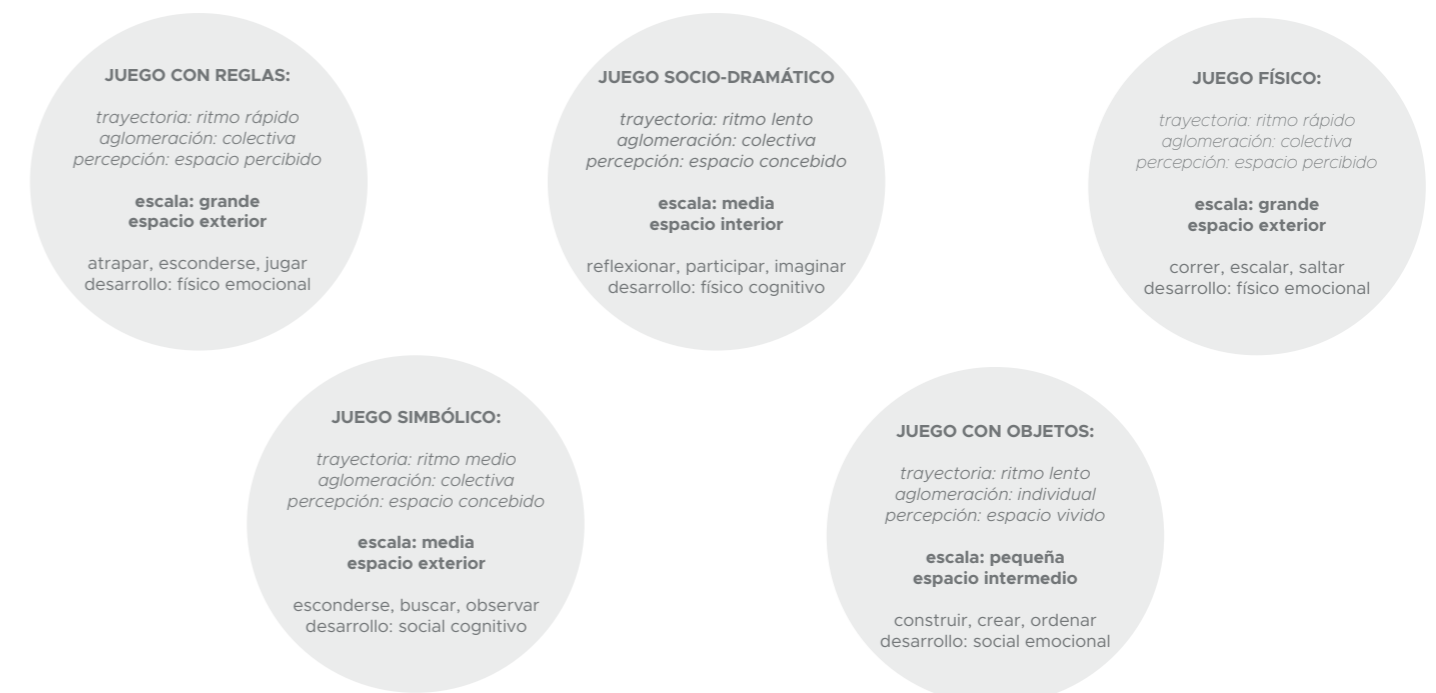 JUEGO CON REGLAS:
trayectoria: ritmo rápido
aglomeración: colectiva
percepción: espacio percibido
escala: grande
espacio exterior
atrapar, esconderse, jugar
desarrollo: físico emocional
JUEGO SOCIO-DRAMÁTICO
trayectoria: ritmo lento
aglomeración: colectiva
percepción: espacio concebido
escala: media
espacio interior
reflexionar, participar, imaginar
desarrollo: físico cognitivo
JUEGO FÍSICO:
trayectoria: ritmo rápido
aglomeración: colectiva
percepción: espacio percibido
escala: grande
espacio exterior
correr, escalar, saltar
desarrollo: físico emocional
JUEGO SIMBÓLICO:
trayectoria: ritmo medio
aglomeración: colectiva
percepción: espacio concebido
escala: media
espacio exterior
esconderse, buscar, observar
desarrollo: social cognitivo
JUEGO CON OBJETOS:
trayectoria: ritmo lento
aglomeración: individual
percepción: espacio vivido
escala: pequeña
espacio intermedio
construir, crear, ordenar
desarrollo: social emocional